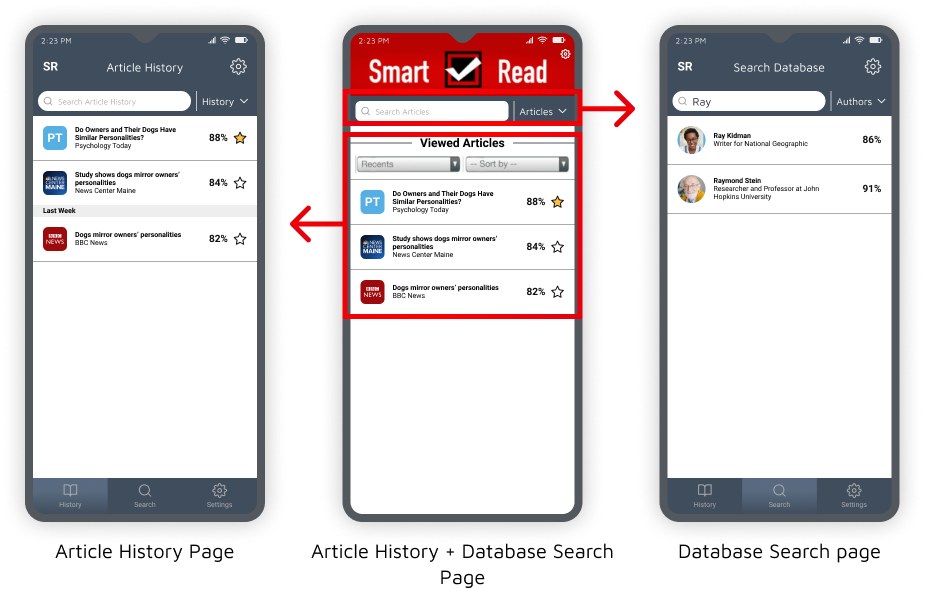 2:23 PM
SR
Article History
Search Article History
History
PT
Do Owners and Their Dogs Have
Similar Personalities?
Psychology Today
88%
NEWS
CENTER
MAINE
Study shows dogs mirror owners'
personalities
News Center Maine
84%
Last Week
BBC
NEWS
Dogs mirror owners' personalities
BBC News
82%
History
Search
Settings
Article History Page
2:23 PM
Smart Read
Search Articles
Articles
Viewed Articles
Recents
-- Sort by --
PT
Do Owners and Their Dogs Have
Similar Personalities?
Psychology Today
88%
NEWS
CENTER
MAINE
Study shows dogs mirror owners'
personalities
News Center Maine
84%
BBC
NEWS
Dogs mirror owners' personalities
BBC News
82%
Article History + Database Search
Page
2:23 PM
SR
Search Database
Ray
Authors
Ray Kidman
Writer for National Geographic
86%
Raymond Stein
Researcher and Professor at John
Hopkins University
91%
History
Search
Settings
Database Search page